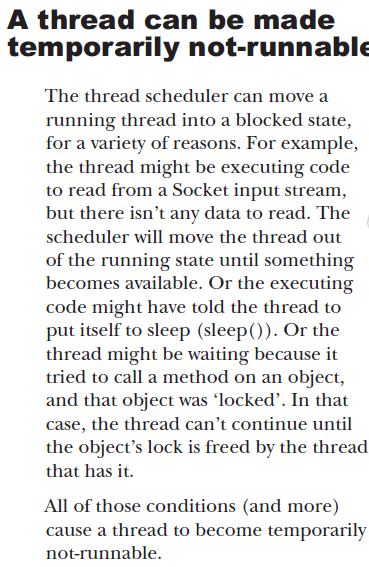 A thread can be made
temporarily not-runnable
The thread scheduler can move a
running thread into a blocked state,
for a variety of reasons. For example,
the thread might be executing code
to read from a Socket input stream,
but there isn’t any data to read. The
scheduler will move the thread out
of the running state until something
becomes available. Or the executing
code might have told the thread to
put itself to sleep (sleep()). Or the
thread might be waiting because it
tried to call a method on an object,
and that object was ‘locked’. In that
case, the thread can’t continue until
the object’s lock is freed by the thread
that has it.
All of those conditions (and more)
cause a thread to become temporarily
not-runnable.